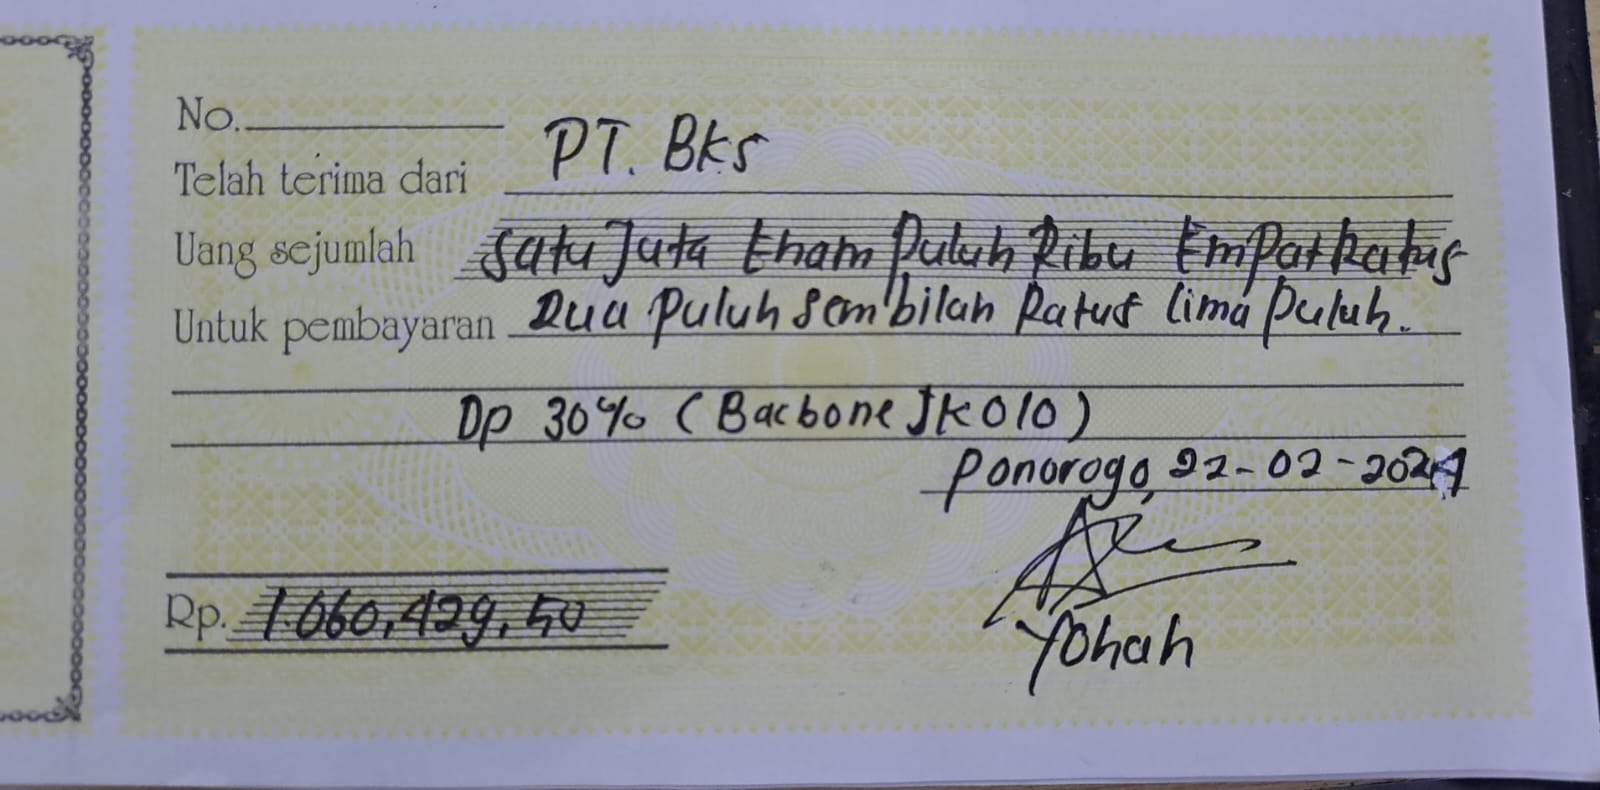 No.
Telah terima dari PT. Bks
Uang sejumlah Satu Juta Enam Puluh Ribu Empat Ratus
Untuk pembayaran Dua Puluh Sembilan Ratus lima Puluh.
Dp 30% (Bacbone JK010)
Ponorogo, 22-02-2024
Rp. 1.060,429,50
Yohah